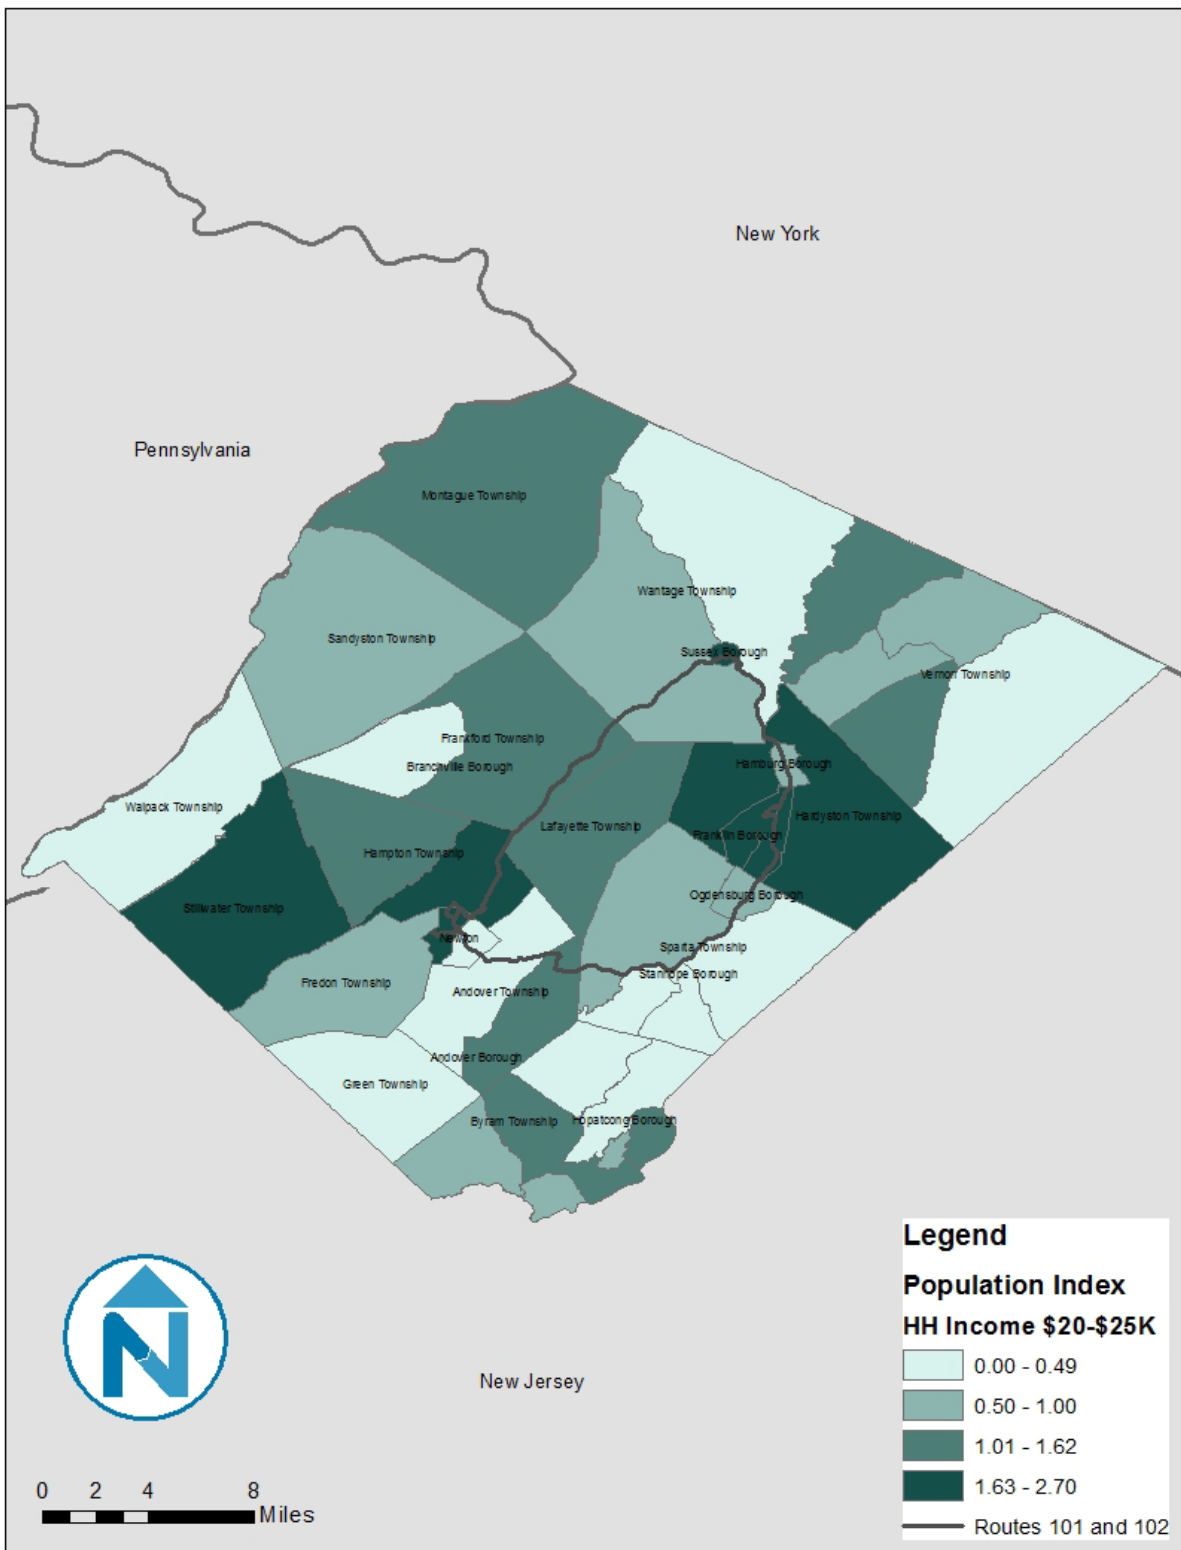 New York
Pennsylvania
Montague Township
Wantage Township
Sandyston Township
Sussex Borough
Vernon Township
Frankford Township
Branchville Borough
Hamburg Borough
Walpack Township
Hardyston Township
Lafayette Township
Franklin Borough
Hampton Township
Ogdensburg Borough
Stillwater Township
Newton
Sparta Township
Stanhope Borough
Fredon Township
Andover Township
Andover Borough
Green Township
Byram Township
Hopatcong Borough
Legend
Population Index
HH Income $20-$25K
0.00 - 0.49
0.50 - 1.00
1.01 - 1.62
1.63 - 2.70
Routes 101 and 102
N
New Jersey
0 2 4 8
Miles